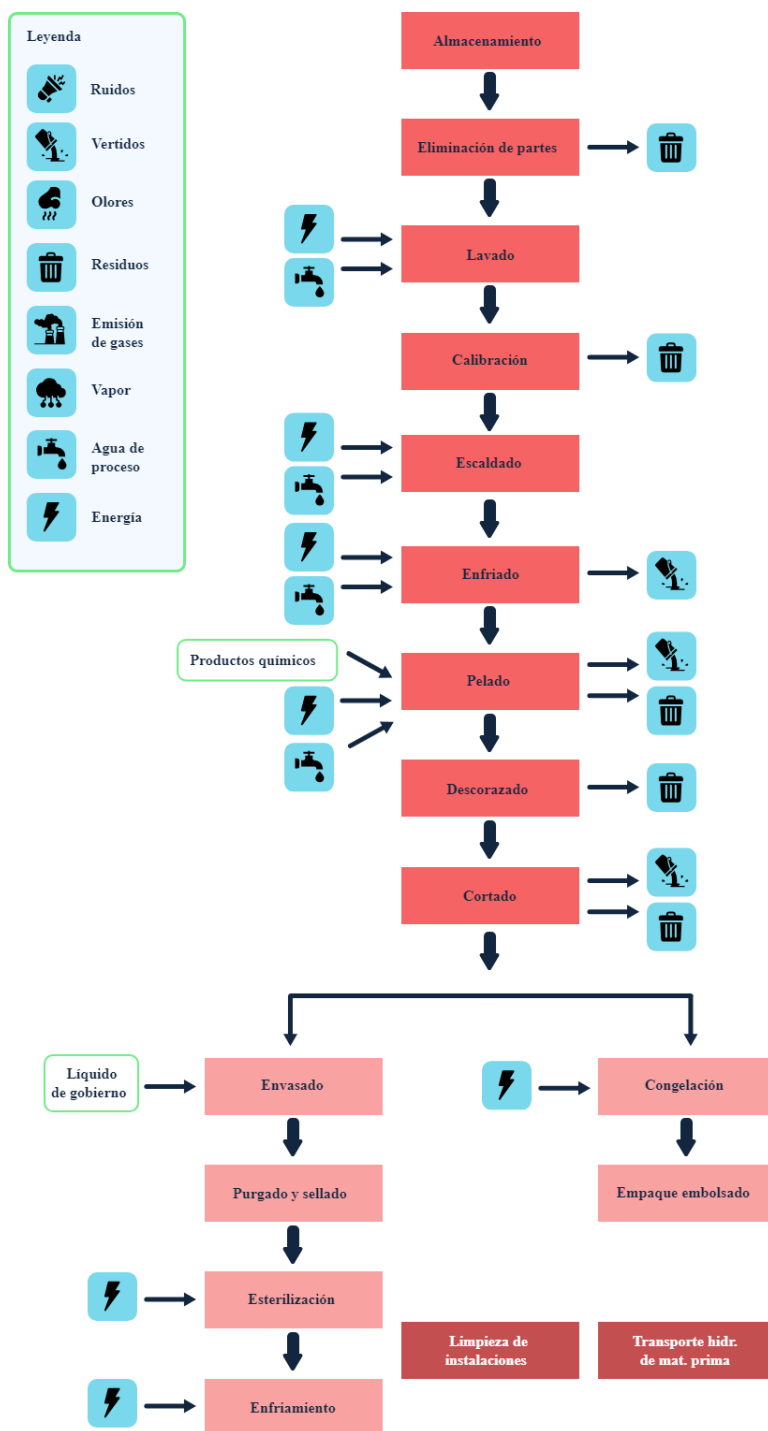 Leyenda
Ruidos
Vertidos
Olores
Residuos
Emisión
de gases
Vapor
Agua de
proceso
Energía
Almacenamiento
Eliminación de partes
Lavado
Calibración
Escaldado
Enfriado
Productos químicos
Pelado
Descorazado
Cortado
Líquido
de gobierno
Envasado
Congelación
Purgado y sellado
Empaque embolsado
Esterilización
Limpieza de
instalaciones
Transporte hidr.
de mat. prima
Enfriamiento